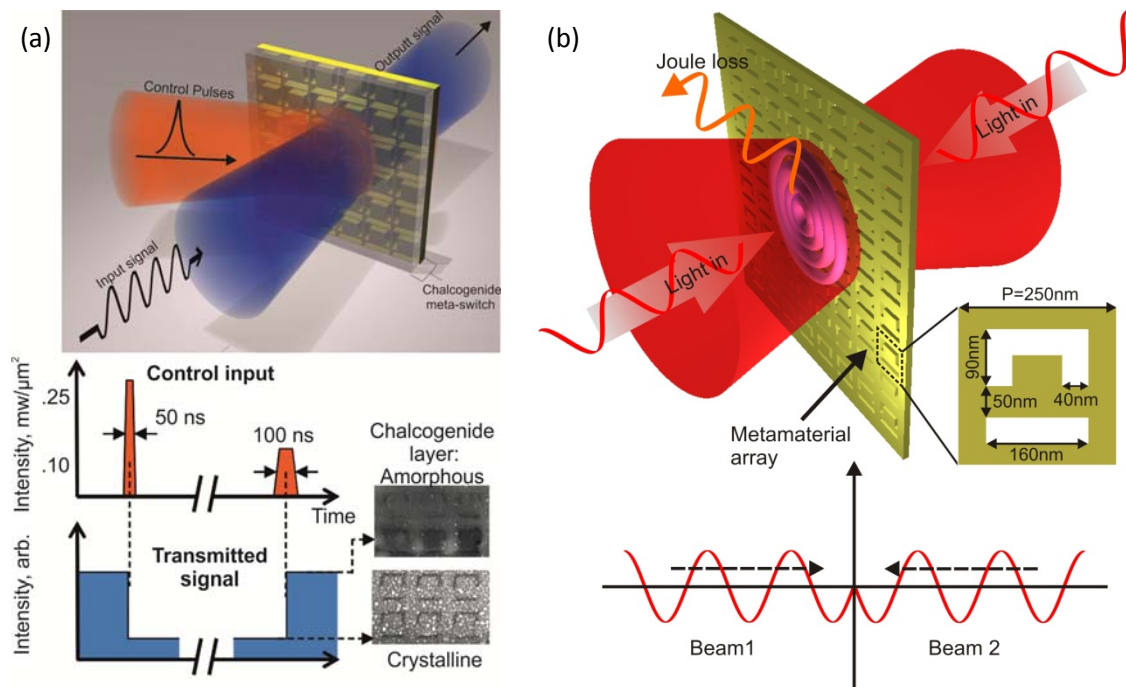 (a)
Outputt signal
Control Pulses
Input signal
Chalcogenide
meta-switch
Intensity, mw/μm²
.25
.10
Control input
50 ns
100 ns
Time
Chalcogenide
layer:
Amorphous
Intensity, arb.
Transmitted
signal
Crystalline
(b)
Joule loss
Light in
Light in
Metamaterial
array
P=250nm
90nm
50nm
40nm
160nm
Beam1
Beam 2